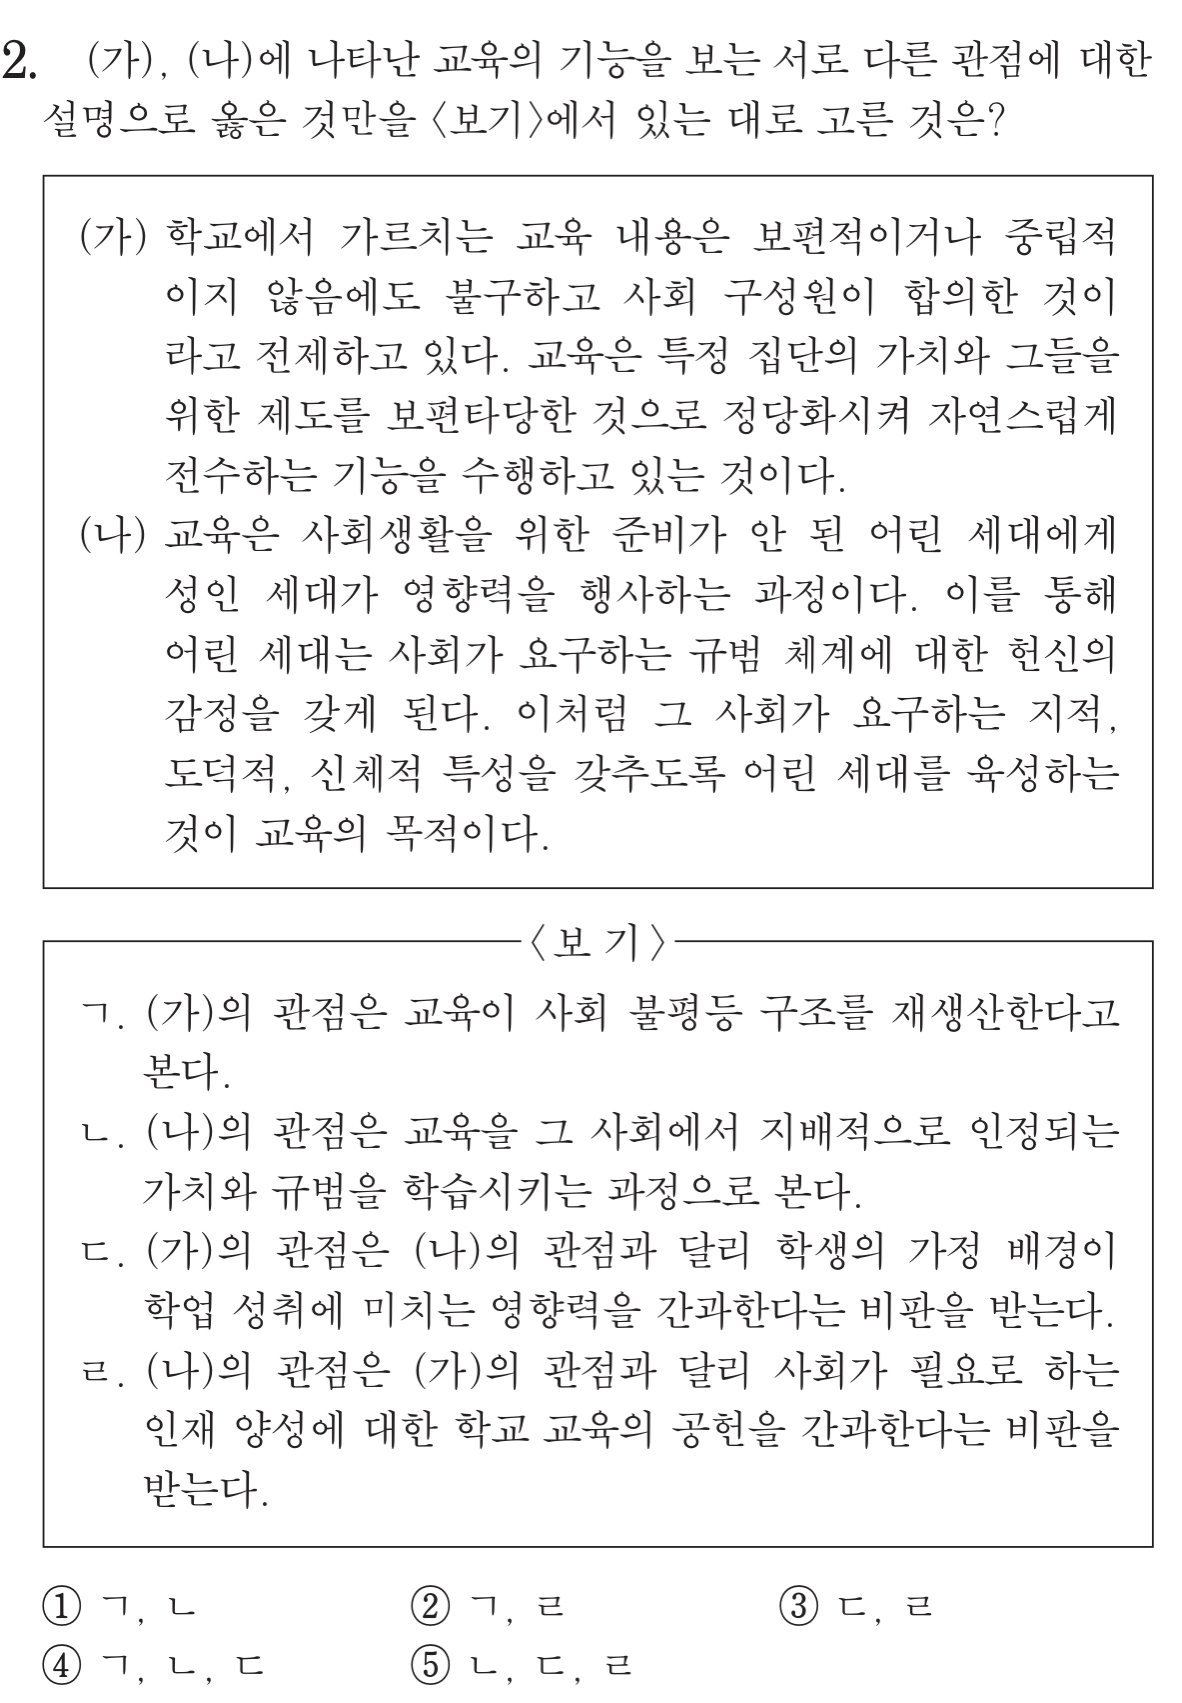 2. (가), (나)에 나타난 교육의 기능을 보는 서로 다른 관점에 대한
설명으로 옳은 것만을 〈보기〉에서 있는 대로 고른 것은?
(가) 학교에서 가르치는 교육 내용은 보편적이거나 중립적
이지 않음에도 불구하고 사회 구성원이 합의한 것이
라고 전제하고 있다. 교육은 특정 집단의 가치와 그들을
위한 제도를 보편타당한 것으로 정당화시켜 자연스럽게
전수하는 기능을 수행하고 있는 것이다.
(나) 교육은 사회생활을 위한 준비가 안 된 어린 세대에게
성인 세대가 영향력을 행사하는 과정이다. 이를 통해
어린 세대는 사회가 요구하는 규범 체계에 대한 헌신의
감정을 갖게 된다. 이처럼 그 사회가 요구하는 지적,
도덕적, 신체적 특성을 갖추도록 어린 세대를 육성하는
것이 교육의 목적이다.
〈보 기〉
ㄱ. (가)의 관점은 교육이 사회 불평등 구조를 재생산한다고
본다.
ㄴ. (나)의 관점은 교육을 그 사회에서 지배적으로 인정되는
가치와 규범을 학습시키는 과정으로 본다.
ㄷ. (가)의 관점은 (나)의 관점과 달리 학생의 가정 배경이
학업 성취에 미치는 영향력을 간과한다는 비판을 받는다.
ㄹ. (나)의 관점은 (가)의 관점과 달리 사회가 필요로 하는
인재 양성에 대한 학교 교육의 공헌을 간과한다는 비판을
받는다.
① ㄱ, ㄴ ② ㄱ, ㄹ ③ ㄷ, ㄹ
④ ㄱ, ㄴ, ㄷ ⑤ ㄴ, ㄷ, ㄹ